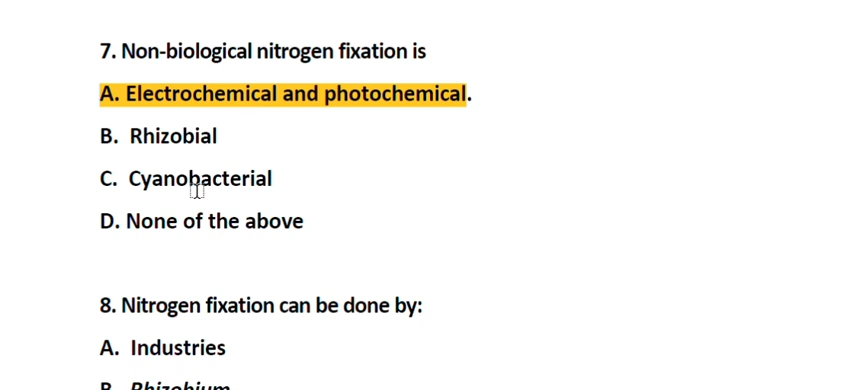 7. Non-biological nitrogen fixation is
A. Electrochemical and photochemical.
B. Rhizobial
C. Cyanobacterial
D. None of the above
8. Nitrogen fixation can be done by:
A. Industries
B. Rhizobium